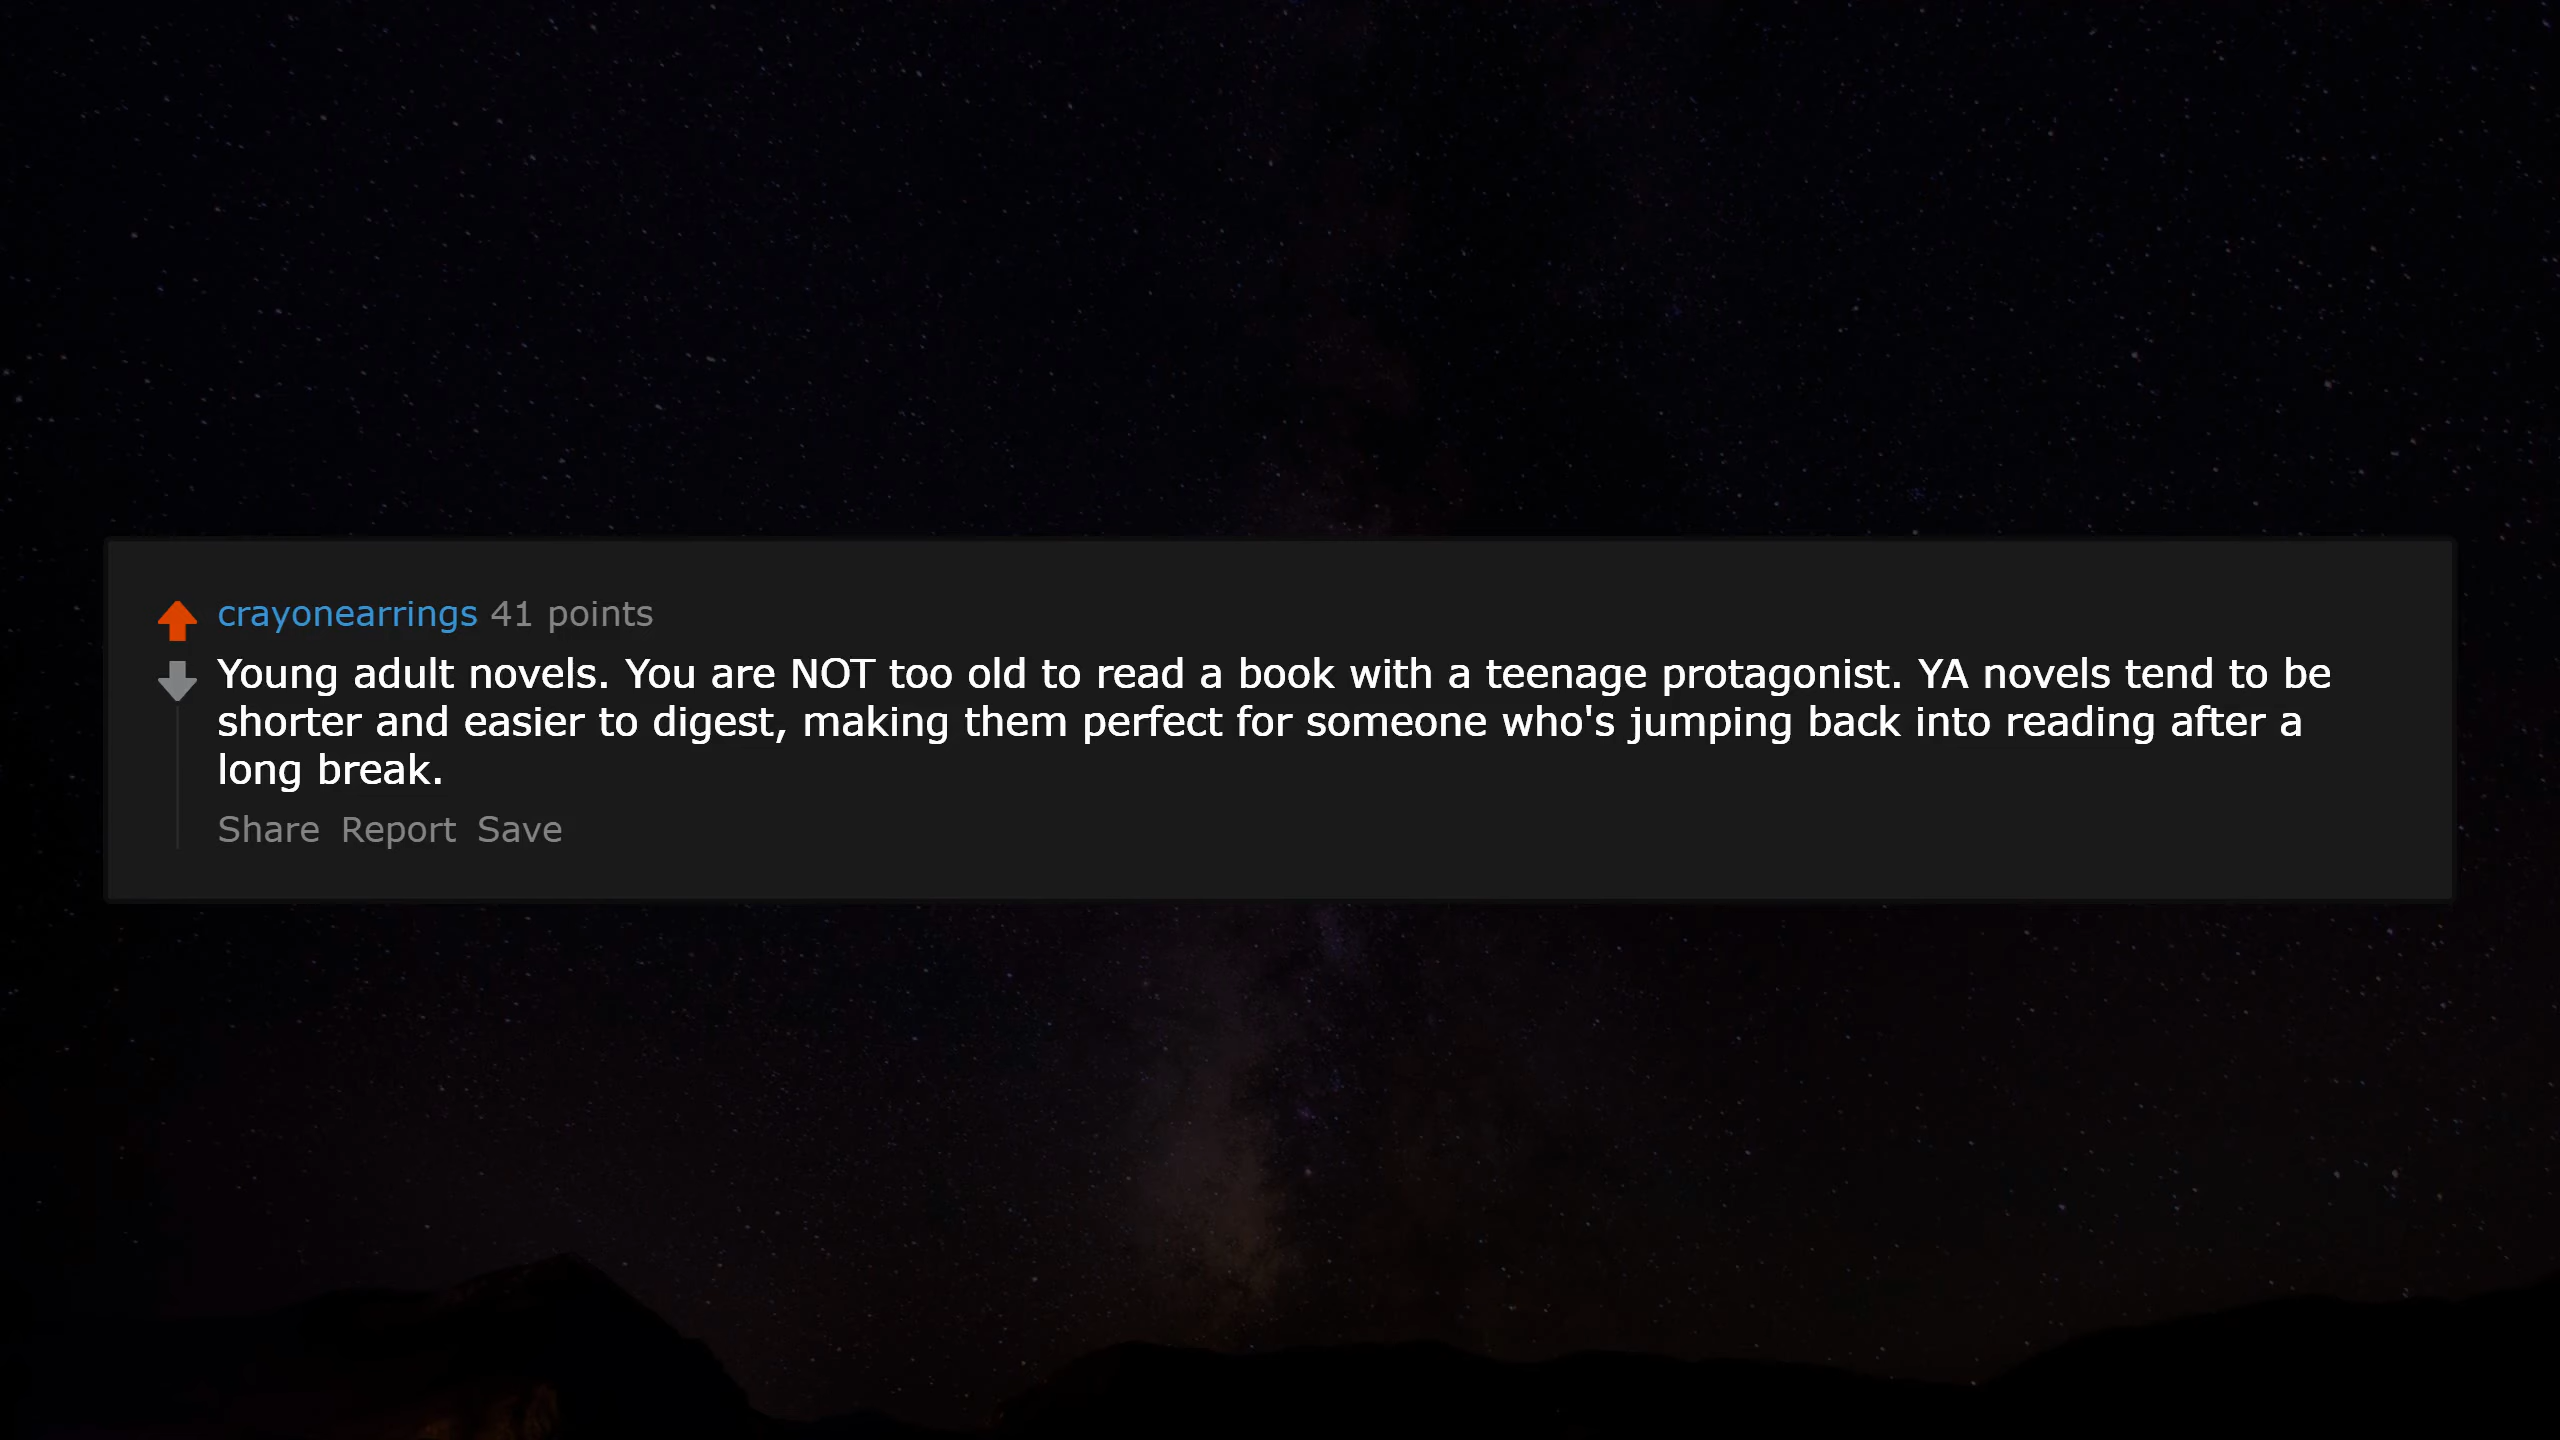 crayonearrings 41 points
Young adult novels. You are NOT too old to read a book with a teenage protagonist. YA novels tend to be
shorter and easier to digest, making them perfect for someone who's jumping back into reading after a
long break.
Share Report Save